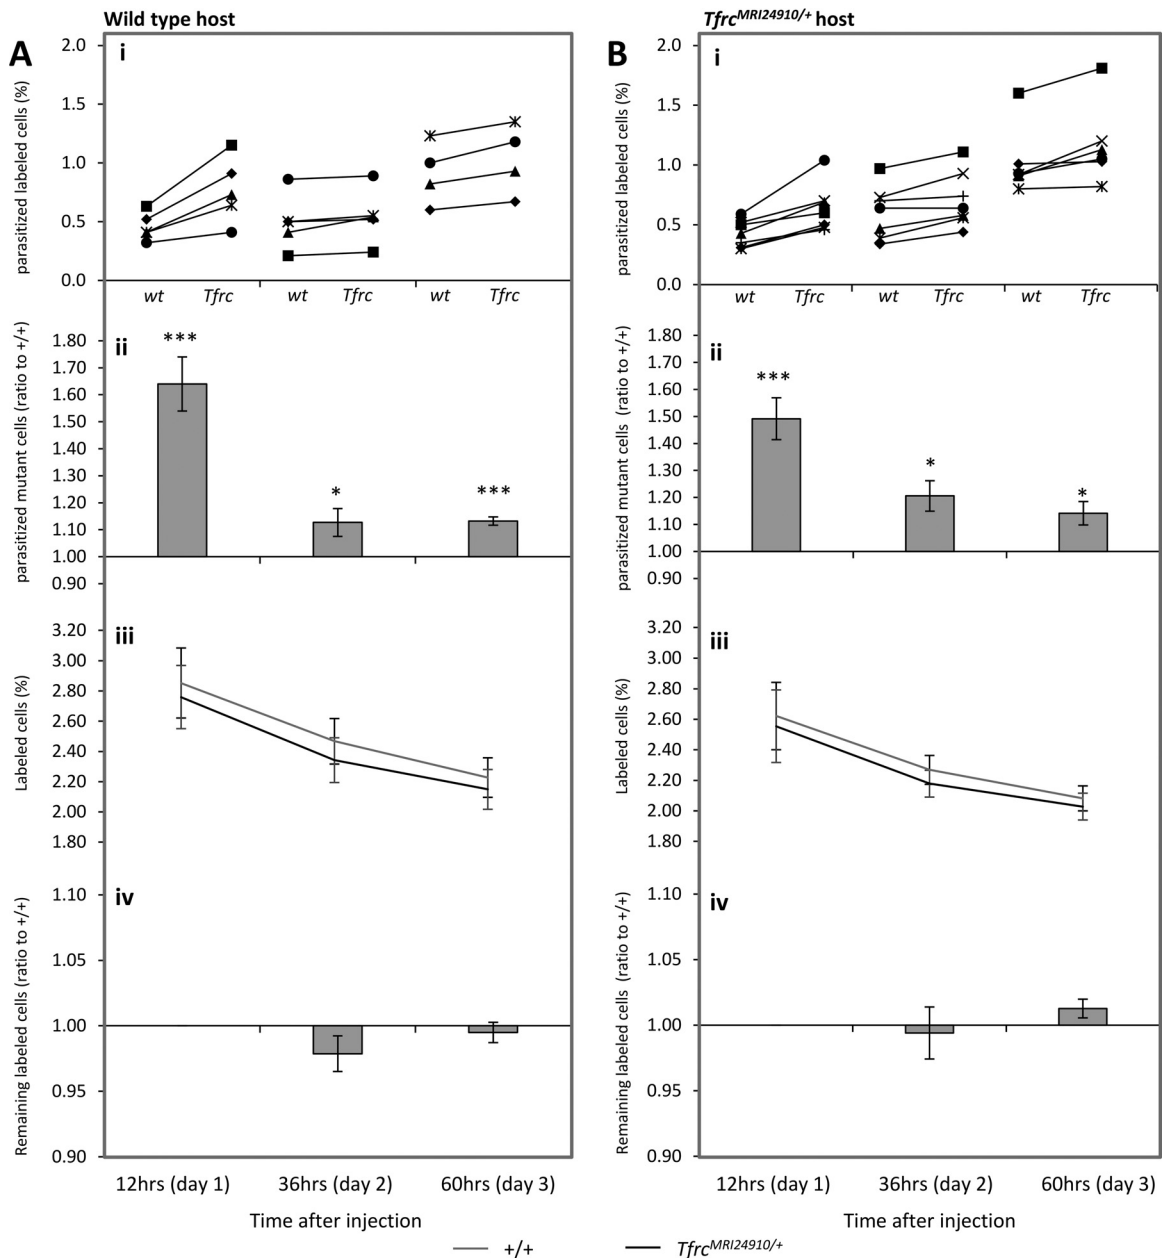 Wild type host
A
i
parasitized labeled cells (%)
2.0
1.5
1.0
0.5
0.0
wt Tfrc wt Tfrc wt Tfrc
ii
parasitized mutant cells (ratio to +/+)
1.80
1.70
1.60
1.50
1.40
1.30
1.20
1.10
1.00
0.90
***
*
***
iii
Labeled cells (%)
3.20
3.00
2.80
2.60
2.40
2.20
2.00
1.80
iv
Remaining labeled cells (ratio to +/+)
1.10
1.05
1.00
0.95
0.90
12hrs (day 1) 36hrs (day 2) 60hrs (day 3)
Time after injection
Tfrc^MRI24910/+ host
B
i
parasitized labeled cells (%)
2.0
1.5
1.0
0.5
0.0
wt Tfrc wt Tfrc wt Tfrc
ii
parasitized mutant cells (ratio to +/+)
1.80
1.70
1.60
1.50
1.40
1.30
1.20
1.10
1.00
0.90
***
*
*
iii
Labeled cells (%)
3.20
3.00
2.80
2.60
2.40
2.20
2.00
1.80
iv
Remaining labeled cells (ratio to +/+)
1.10
1.05
1.00
0.95
0.90
12hrs (day 1) 36hrs (day 2) 60hrs (day 3)
Time after injection
+/+ Tfrc^MRI24910/+